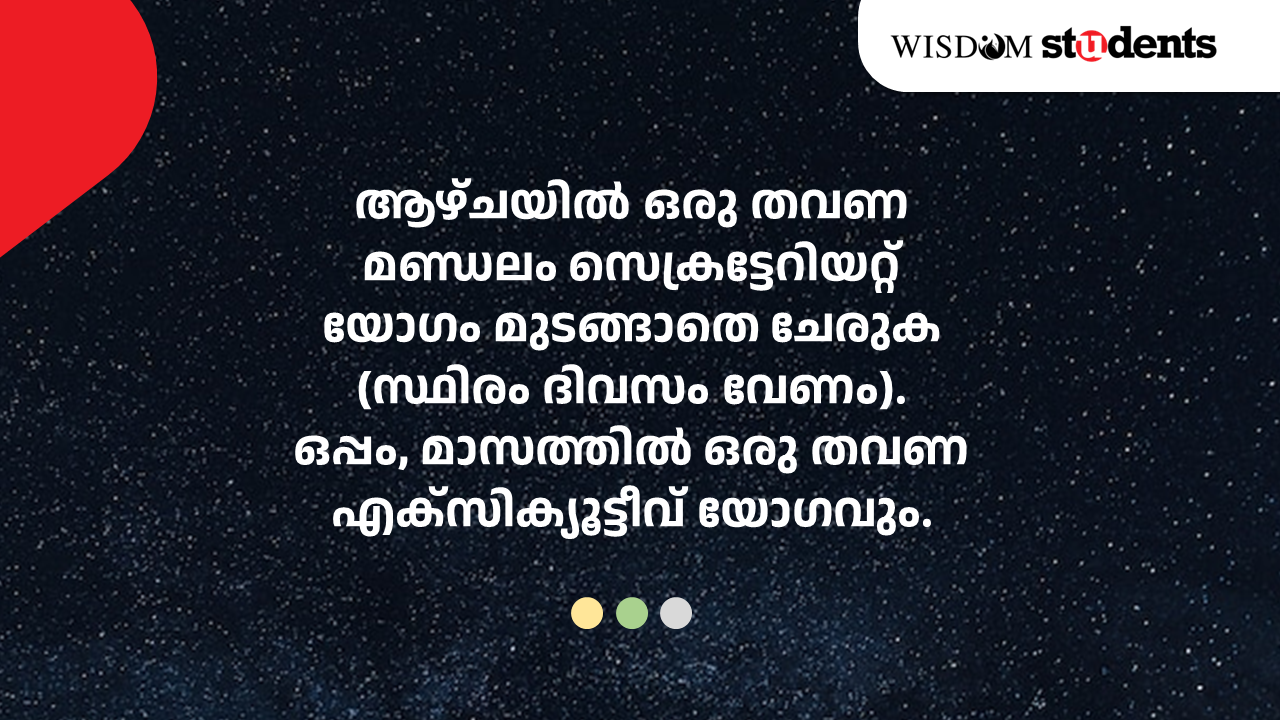 WISDOM students
ആഴ്ചയിൽ ഒരു തവണ
മണ്ഡലം സെക്രട്ടേറിയറ്റ്
യോഗം മുടങ്ങാതെ ചേരുക
(സ്ഥിരം ദിവസം വേണം).
ഒപ്പം, മാസത്തിൽ ഒരു തവണ
എക്സിക്യൂട്ടീവ് യോഗവും.